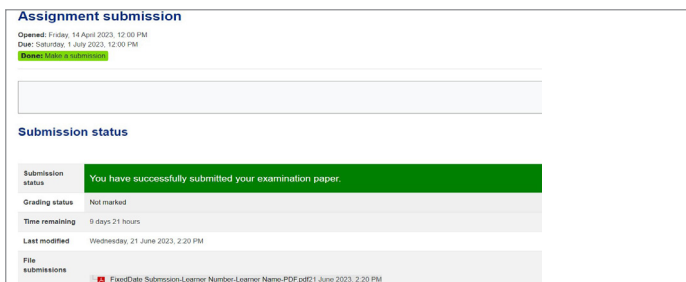 Assignment submission
Opened: Friday, 14 April 2023, 12:00 PM
Due: Saturday, 1 July 2023, 12:00 PM
Done: Make a submission
Submission status
Submission status You have successfully submitted your examination paper.
Grading status Not marked
Time remaining 9 days 21 hours
Last modified Wednesday, 21 June 2023, 2:20 PM
File submissions
FixedDate Submssion-Learner Number-Learner Name-PDF.pdf21 June 2023, 2:20 PM